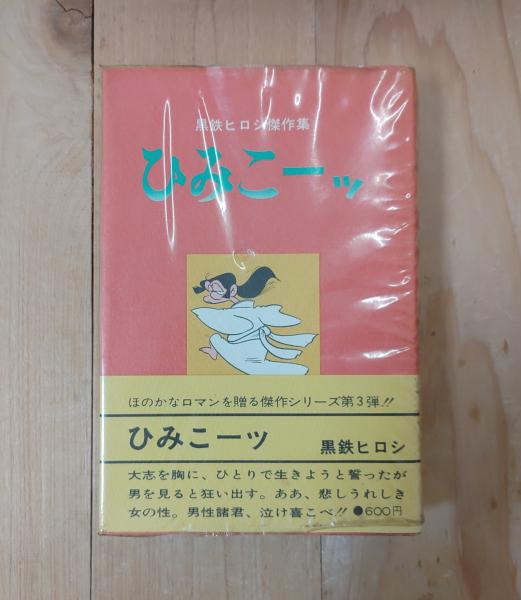 黒鉄ヒロシ傑作集
ひみこーッ
ほのかなロマンを贈る傑作シリーズ第3弾!!
ひみこーッ 黒鉄ヒロシ
大志を胸に、ひとりで生きようと誓ったが
男を見ると狂い出す。ああ、悲しうれしき
女の性。男性諸君、泣け喜こべ!! ●600円